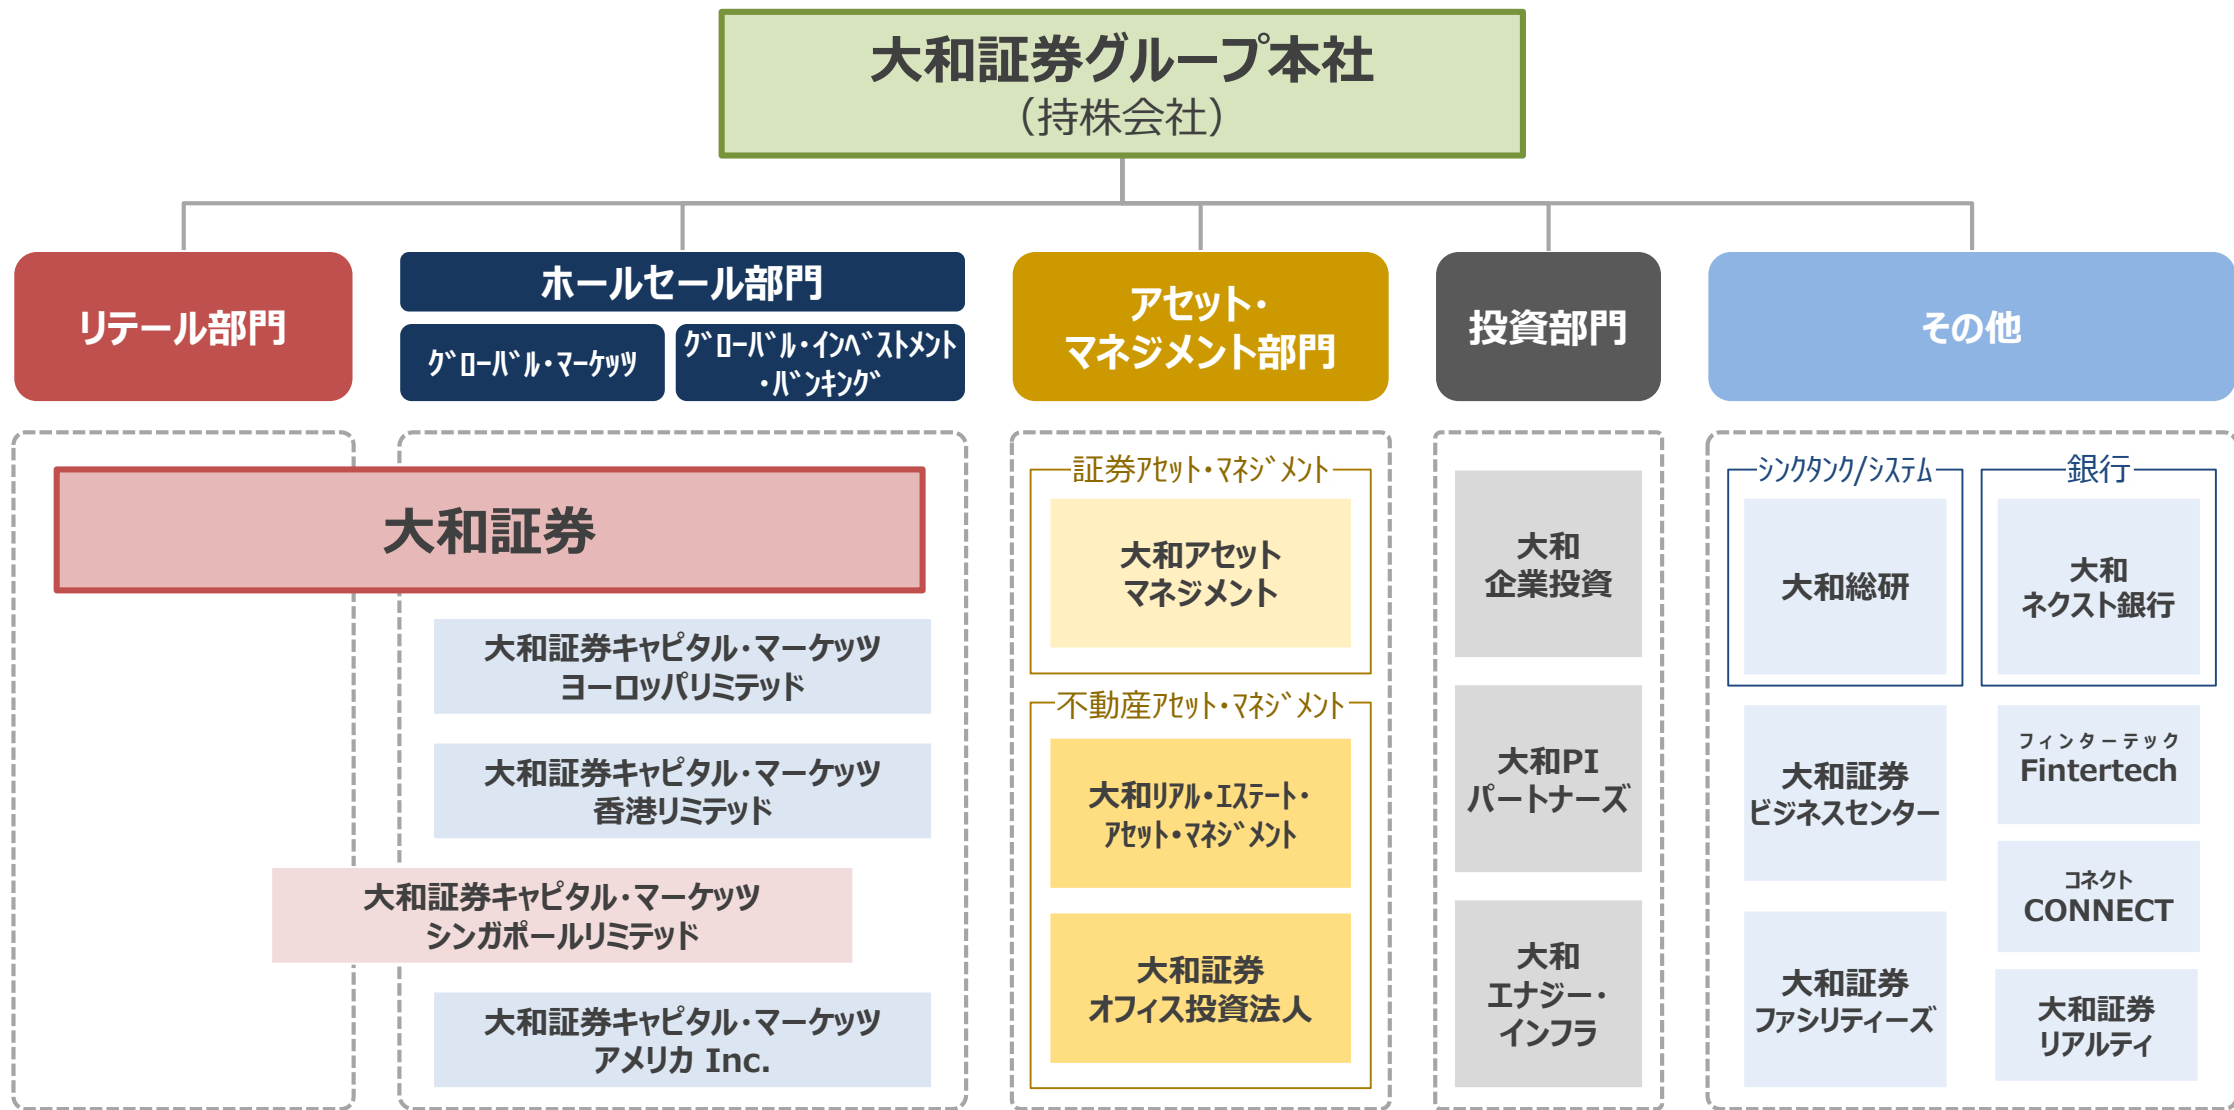 大和証券グループ本社
（持株会社）
リテール部門
ホールセール部門
ｸﾞﾛｰﾊﾞﾙ・ﾏｰｹｯﾂ
ｸﾞﾛｰﾊﾞﾙ・ｲﾝﾍﾞｽﾄﾒﾝﾄ
・ﾊﾞﾝｷﾝｸﾞ
アセット・
マネジメント部門
投資部門
その他
大和証券
大和証券キャピタル・マーケッツ
ヨーロッパリミテッド
大和証券キャピタル・マーケッツ
香港リミテッド
大和証券キャピタル・マーケッツ
シンガポールリミテッド
大和証券キャピタル・マーケッツ
アメリカ Inc.
証券ｱｾｯﾄ・ﾏﾈｼﾞﾒﾝﾄ
大和アセット
マネジメント
不動産ｱｾｯﾄ・ﾏﾈｼﾞﾒﾝﾄ
大和ﾘｱﾙ・ｴｽﾃｰﾄ・
ｱｾｯﾄ・ﾏﾈｼﾞﾒﾝﾄ
大和証券
オフィス投資法人
大和
企業投資
大和PI
パートナーズ
大和
エナジー・
インフラ
ｼﾝｸﾀﾝｸ/ｼｽﾃﾑ
大和総研
大和証券
ビジネスセンター
大和証券
ファシリティーズ
銀行
大和
ネクスト銀行
フィンターテック
Fintertech
コネクト
CONNECT
大和証券
リアルティ